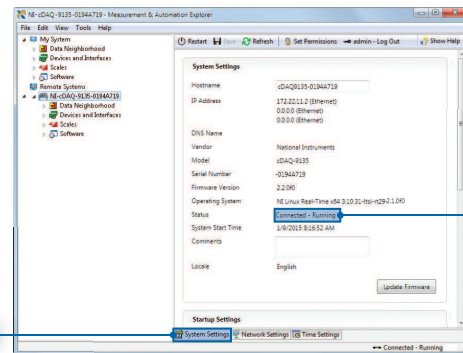 NI-cDAQ-9135-0194A719 - Measurement & Automation Explorer
File Edit View Tools Help
My System
Data Neighborhood
Devices and Interfaces
Scales
Software
Remote Systems
NI-cDAQ-9135-0194A719
Data Neighborhood
Devices and Interfaces
Scales
Software
Restart Save Refresh Set Permissions admin - Log Out Show Help
System Settings
Hostname cDAQ9135-0194A719
IP Address 172.22.11.2 (Ethernet)
0.0.0.0 (Ethernet)
0.0.0.0 (Ethernet)
DNS Name
Vendor National Instruments
Model cDAQ-9135
Serial Number -0194A719
Firmware Version 2.2.0f0
Operating System NI Linux Real-Time x64 3.10.31-ltsi-rt29-2.1.0f0
Status Connected - Running
System Start Time 1/9/2015 8:16:52 AM
Comments
Locale English
Update Firmware
Startup Settings
System Settings Network Settings Time Settings
Connected - Running